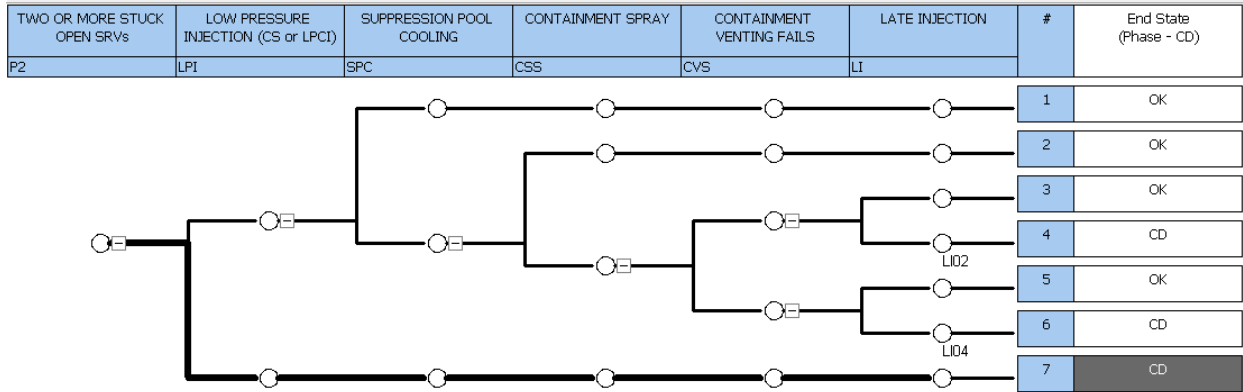 TWO OR MORE STUCK
OPEN SRVs
LOW PRESSURE
INJECTION (CS or LPCI)
SUPPRESSION POOL
COOLING
CONTAINMENT SPRAY
CONTAINMENT
VENTING FAILS
LATE INJECTION
#
End State
(Phase - CD)
P2
LPI
SPC
CSS
CVS
LI
1
OK
2
OK
3
OK
4
CD
LI02
5
OK
6
CD
LI04
7
CD